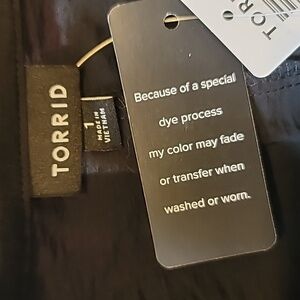 TORRID
1
MADE IN
VIETNAM
Because of a special
dye process
my color may fade
or transfer when
washed or worn.
TORRI